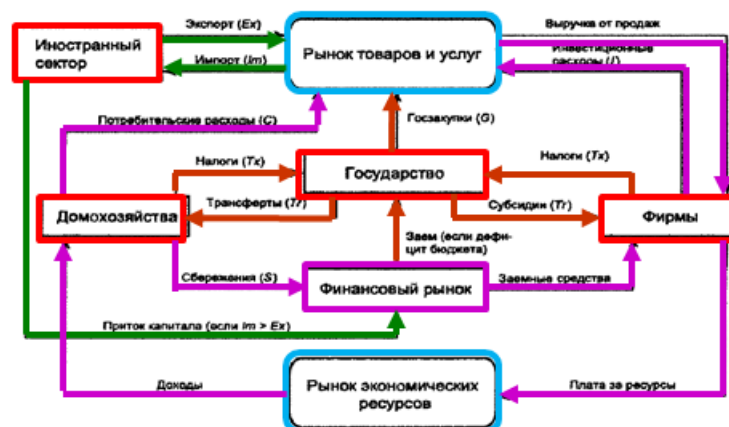 Экспорт (Ex)
Выручка от продаж
Иностранный
сектор
Рынок товаров и услуг
Инвестиционные
расходы (I)
Импорт (Im)
Потребительские расходы (C)
Госзакупки (G)
Налоги (Tx)
Государство
Налоги (Tx)
Домохозяйства
Трансферты (Tr)
Субсидии (Tr)
Фирмы
Заем (если дефи-
цит бюджета)
Сбережения (S)
Финансовый рынок
Заемные средства
Приток капитала (если Im > Ex)
Доходы
Рынок экономических
ресурсов
Плата за ресурсы